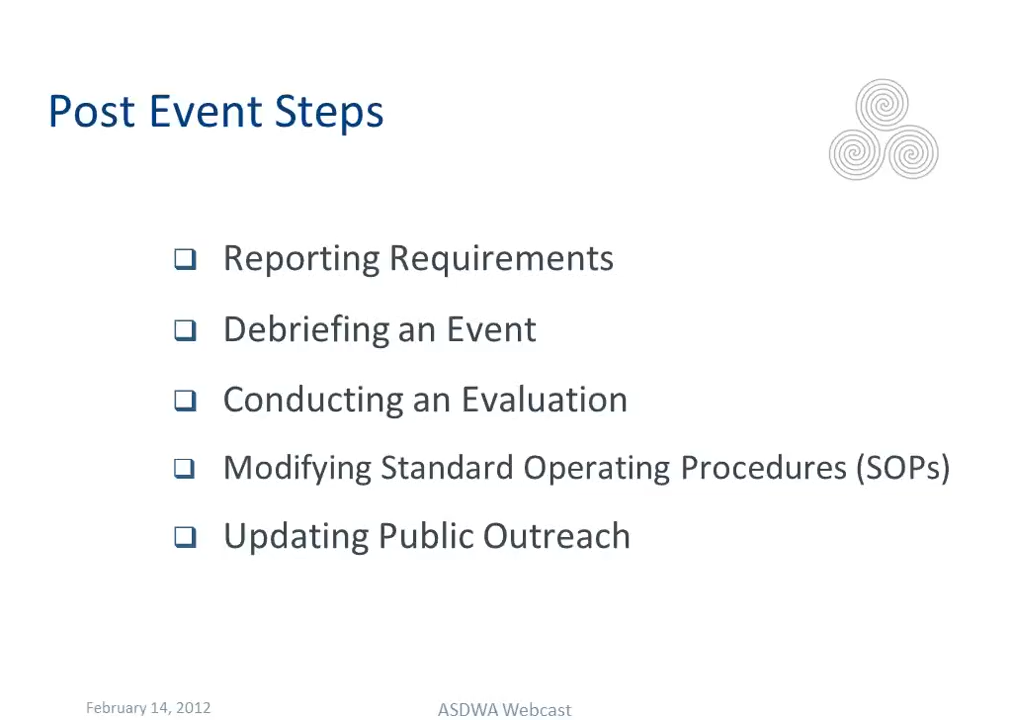 Post Event Steps
Reporting Requirements
Debriefing an Event
Conducting an Evaluation
Modifying Standard Operating Procedures (SOPs)
Updating Public Outreach
February 14, 2012
ASDWA Webcast